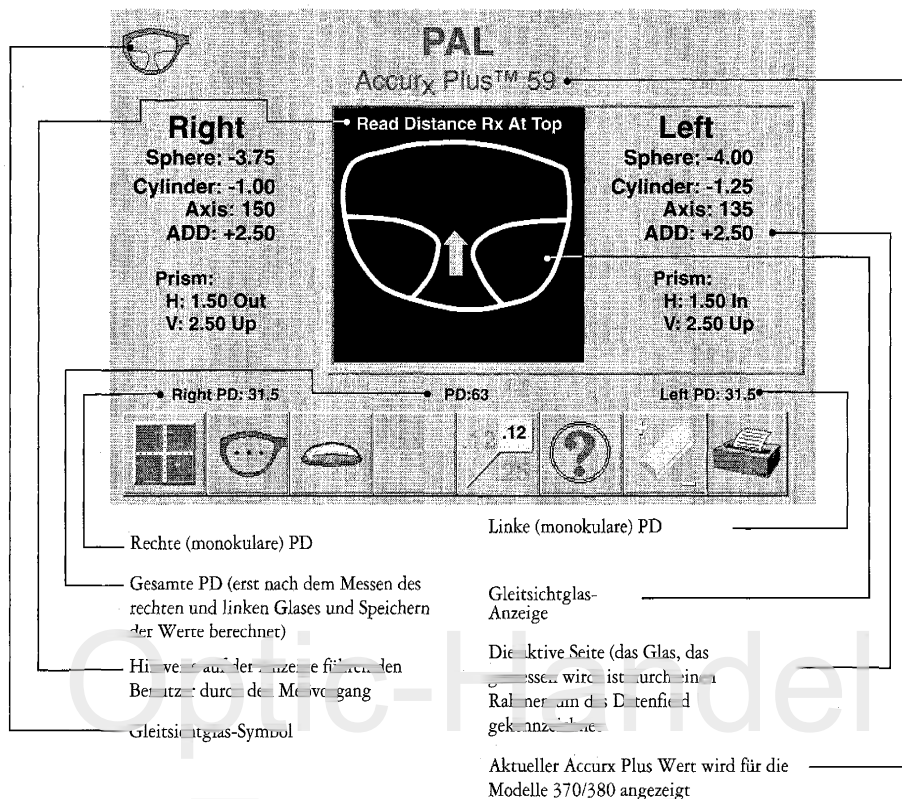 PAL
Accurx Plus™ 59
Right
Sphere: -3.75
Cylinder: -1.00
Axis: 150
ADD: +2.50
Prism:
H: 1.50 Out
V: 2.50 Up
Read Distance Rx At Top
Left
Sphere: -4.00
Cylinder: -1.25
Axis: 135
ADD: +2.50
Prism:
H: 1.50 In
V: 2.50 Up
Right PD: 31.5
PD:63
Left PD: 31.5
.12
?
Rechte (monokulare) PD
Gesamte PD (erst nach dem Messen des
rechten und linken Glases und Speichern
der Werte berechnet)
Hinweise auf der Anzeige führen den
Benutzer durch den Meßvorgang
Gleitsichtglas-Symbol
Linke (monokulare) PD
Gleitsichtglas-
Anzeige
Die aktive Seite (das Glas, das
gemessen wird) ist durch einen
Rahmen um das Datenfeld
gekennzeichnet
Aktueller Accurx Plus Wert wird für die
Modelle 370/380 angezeigt
Optic-Handel